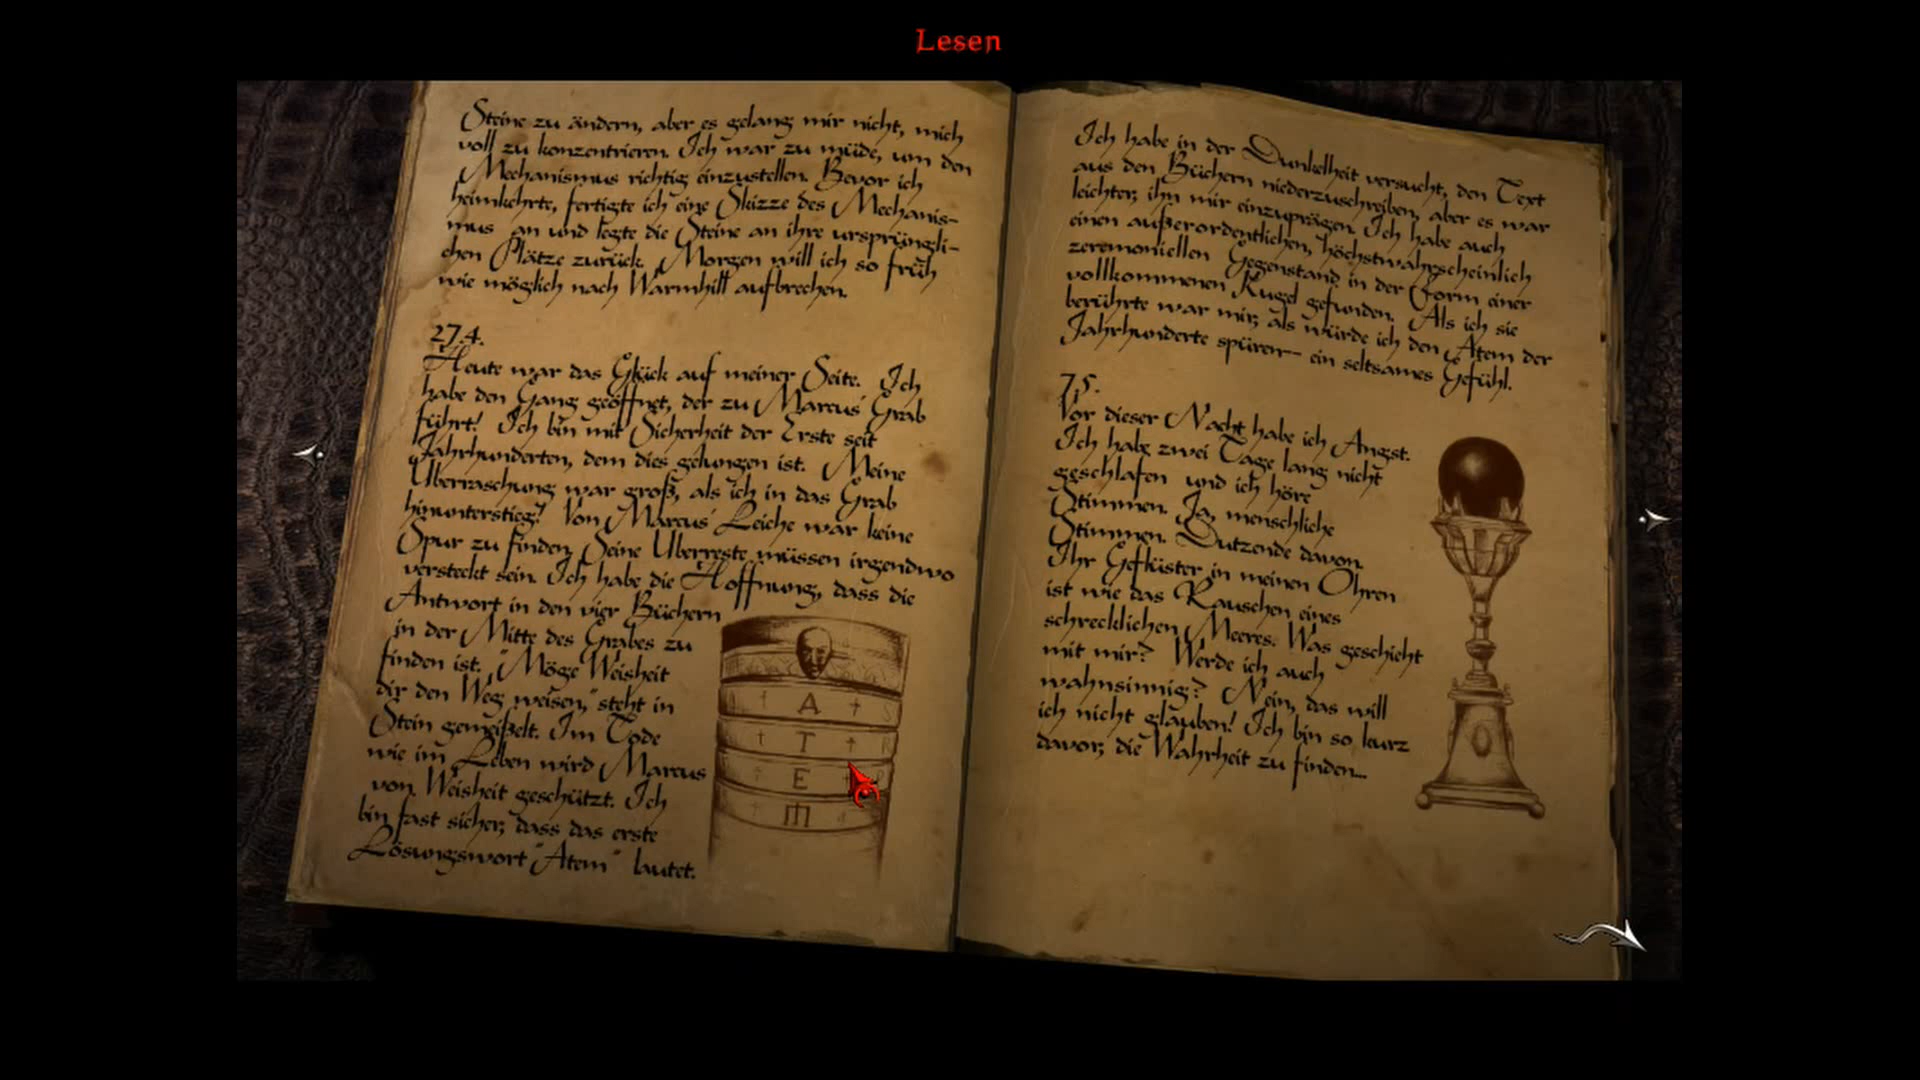 Lesen
Steine zu ändern, aber es gelang mir nicht, mich
voll zu konzentrieren. Ich war zu müde, um den
Mechanismus richtig einzustellen. Bevor ich
heimkehrte, fertigte ich eine Skizze des Mechanis-
mus an und legte die Steine an ihre ursprüngli-
chen Plätze zurück. Morgen will ich so früh
wie möglich nach Warmhill aufbrechen.
27.4.
Heute war das Glück auf meiner Seite. Ich
habe den Gang geöffnet, der zu Marcus' Grab
führt! Ich bin mit Sicherheit der Erste seit
Jahrhunderten, dem dies gelungen ist. Meine
Überraschung war groß, als ich in das Grab
hinunterstieg! Von Marcus' Leiche war keine
Spur zu finden. Seine Überreste müssen irgendwo
versteckt sein. Ich habe die Hoffnung, dass die
Antwort in den vier Büchern
in der Mitte des Grabes zu
finden ist. "Möge Weisheit
dir den Weg weisen," steht in
Stein gemeißelt. Im Tode
wie im Leben wird Marcus
von Weisheit geschützt. Ich
bin fast sicher, dass das erste
Lösungswort "Atem" lautet.
A S
T R
E R
M
Ich habe in der Dunkelheit versucht, den Text
aus den Büchern niederzuschreiben, aber es war
leichter, ihn mir einzuprägen. Ich habe auch
einen außerordentlichen, höchstwahrscheinlich
zeremoniellen Gegenstand in der Form einer
vollkommenen Kugel gefunden. Als ich sie
berührte war mir, als würde ich den Atem der
Jahrhunderte spüren - ein seltsames Gefühl.
7.5.
Vor dieser Nacht habe ich Angst.
Ich habe zwei Tage lang nicht
geschlafen und ich höre
Stimmen. Ja, menschliche
Stimmen. Dutzende davon.
Ihr Geflüster in meinen Ohren
ist wie das Rauschen eines
schrecklichen Meeres. Was geschieht
mit mir? Werde ich auch
wahnsinnig? Nein, das will
ich nicht glauben! Ich bin so kurz
davor, die Wahrheit zu finden...